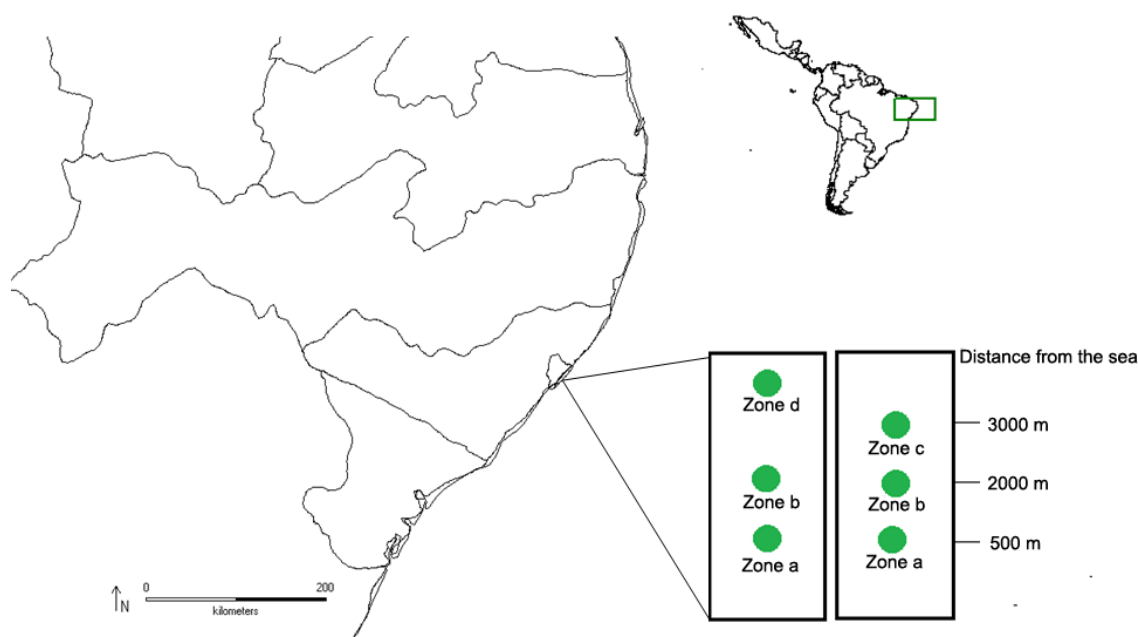 Distance from the sea
Zone d
3000 m
Zone c
2000 m
Zone b
Zone b
500 m
Zone a
Zone a
N
0
200
kilometers